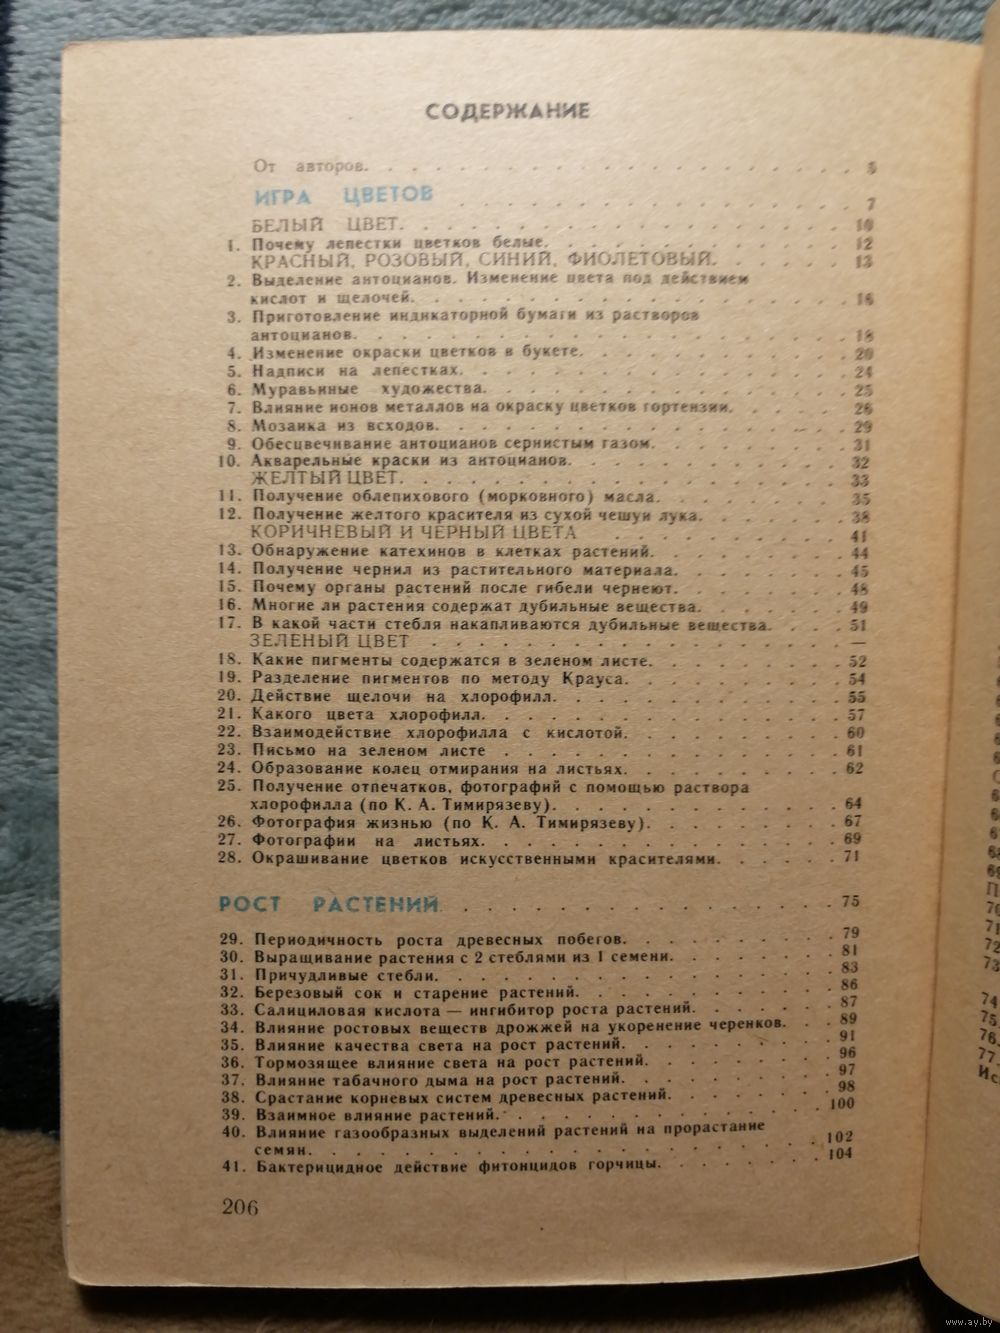 СОДЕРЖАНИЕ
От авторов. 5
ИГРА ЦВЕТОВ 7
БЕЛЫЙ ЦВЕТ. 10
1. Почему лепестки цветков белые. 12
КРАСНЫЙ, РОЗОВЫЙ, СИНИЙ, ФИОЛЕТОВЫЙ. 13
2. Выделение антоцианов. Изменение цвета под действием
кислот и щелочей. 16
3. Приготовление индикаторной бумаги из растворов
антоцианов. 18
4. Изменение окраски цветков в букете. 20
5. Надписи на лепестках. 24
6. Муравьиные художества. 25
7. Влияние ионов металлов на окраску цветков гортензии. 26
8. Мозаика из всходов. 29
9. Обесцвечивание антоцианов сернистым газом. 31
10. Акварельные краски из антоцианов. 32
ЖЕЛТЫЙ ЦВЕТ. 33
11. Получение облепихового (морковного) масла. 35
12. Получение желтого красителя из сухой чешуи лука. 38
КОРИЧНЕВЫЙ И ЧЕРНЫЙ ЦВЕТА 41
13. Обнаружение катехинов в клетках растений. 44
14. Получение чернил из растительного материала. 45
15. Почему органы растений после гибели чернеют. 48
16. Многие ли растения содержат дубильные вещества. 49
17. В какой части стебля накапливаются дубильные вещества. 51
ЗЕЛЕНЫЙ ЦВЕТ —
18. Какие пигменты содержатся в зеленом листе. 52
19. Разделение пигментов по методу Крауса. 54
20. Действие щелочи на хлорофилл. 55
21. Какого цвета хлорофилл. 57
22. Взаимодействие хлорофилла с кислотой. 60
23. Письмо на зеленом листе 61
24. Образование колец отмирания на листьях. 62
25. Получение отпечатков, фотографий с помощью раствора
хлорофилла (по К. А. Тимирязеву). 64
26. Фотография жизнью (по К. А. Тимирязеву). 67
27. Фотографии на листьях. 69
28. Окрашивание цветков искусственными красителями. 71
РОСТ РАСТЕНИЙ. 75
29. Периодичность роста древесных побегов. 79
30. Выращивание растения с 2 стеблями из 1 семени. 81
31. Причудливые стебли. 83
32. Березовый сок и старение растений. 86
33. Салициловая кислота — ингибитор роста растений. 87
34. Влияние ростовых веществ дрожжей на укоренение черенков. 89
35. Влияние качества света на рост растений. 91
36. Тормозящее влияние света на рост растений. 96
37. Влияние табачного дыма на рост растений. 97
38. Срастание корневых систем древесных растений. 98
39. Взаимное влияние растений. 100
40. Влияние газообразных выделений растений на прорастание
семян. 102
41. Бактерицидное действие фитонцидов горчицы. 104
206
70
71
72
73
74
75.
76.
77.
www.ay.by